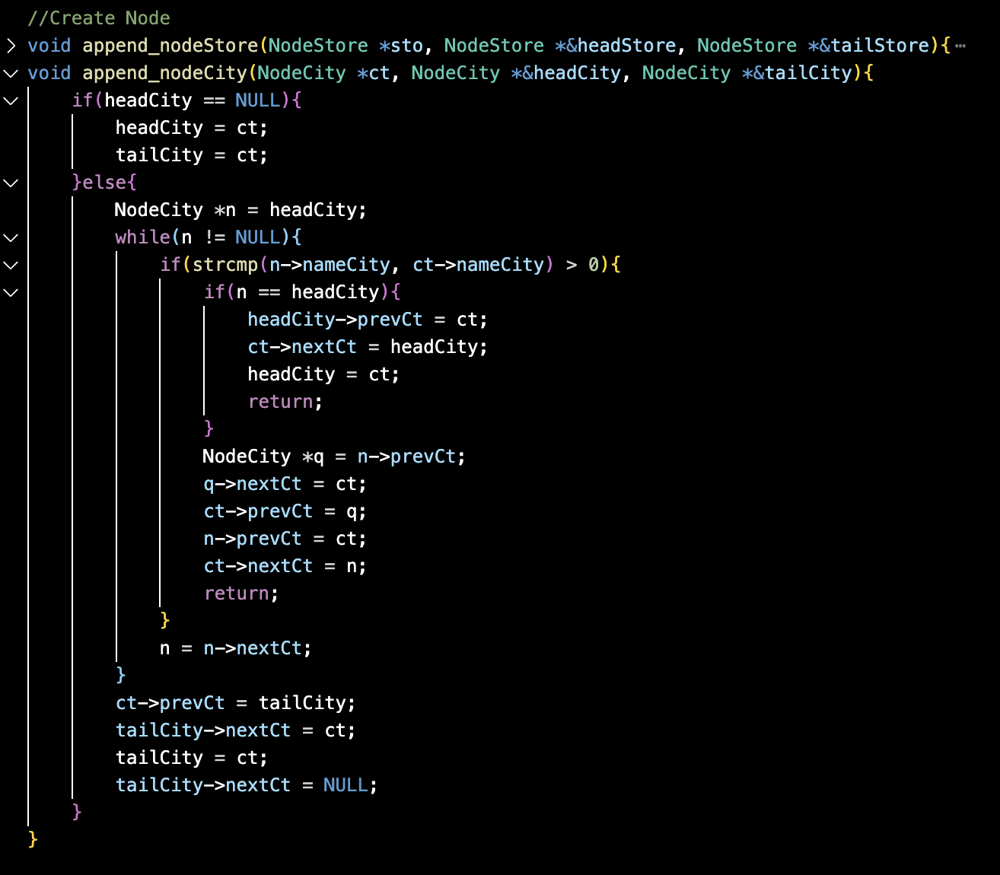 //Create Node
void append_nodeStore(NodeStore *sto, NodeStore *&headStore, NodeStore *&tailStore){⋯
void append_nodeCity(NodeCity *ct, NodeCity *&headCity, NodeCity *&tailCity){
    if(headCity == NULL){
        headCity = ct;
        tailCity = ct;
    }else{
        NodeCity *n = headCity;
        while(n != NULL){
            if(strcmp(n->nameCity, ct->nameCity) > 0){
                if(n == headCity){
                    headCity->prevCt = ct;
                    ct->nextCt = headCity;
                    headCity = ct;
                    return;
                }
                NodeCity *q = n->prevCt;
                q->nextCt = ct;
                ct->prevCt = q;
                n->prevCt = ct;
                ct->nextCt = n;
                return;
            }
            n = n->nextCt;
        }
        ct->prevCt = tailCity;
        tailCity->nextCt = ct;
        tailCity = ct;
        tailCity->nextCt = NULL;
    }
}